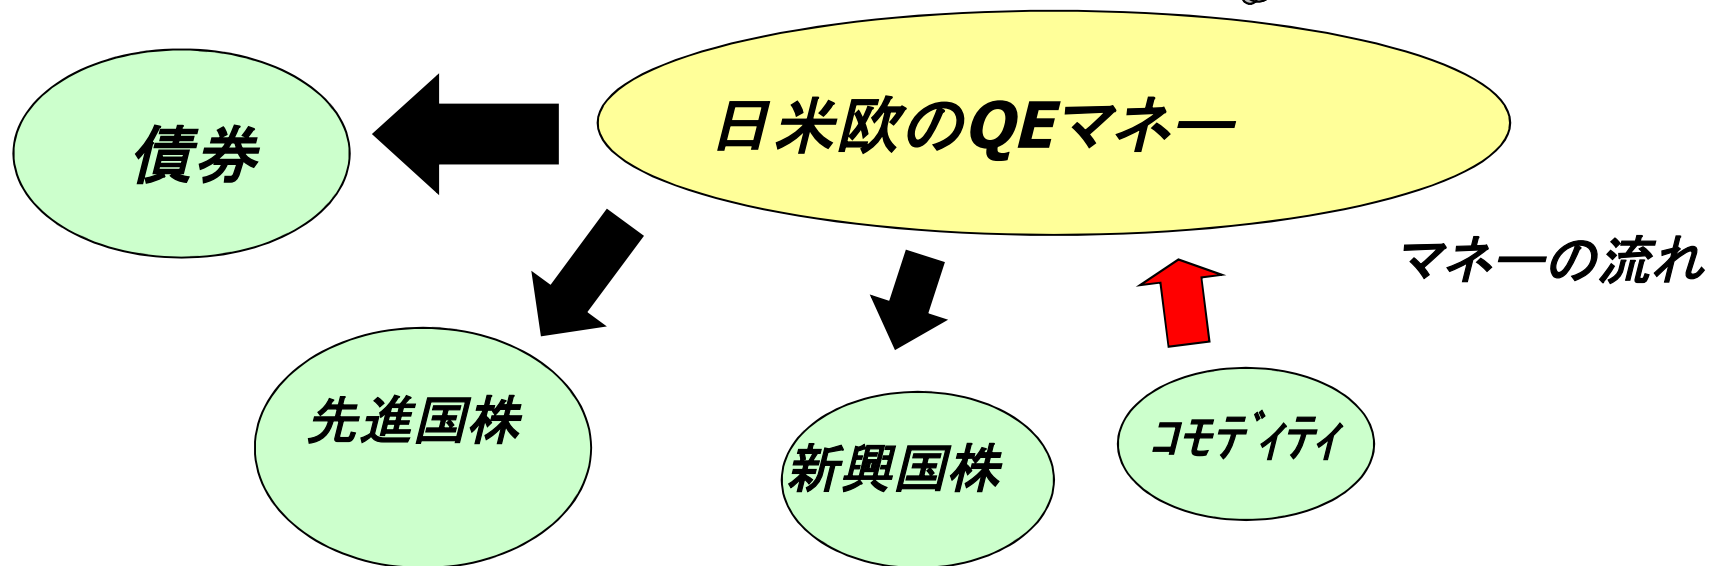 日米欧のQEマネー
債券
マネーの流れ
先進国株
新興国株
ｺﾓﾃﾞｨﾃｨ